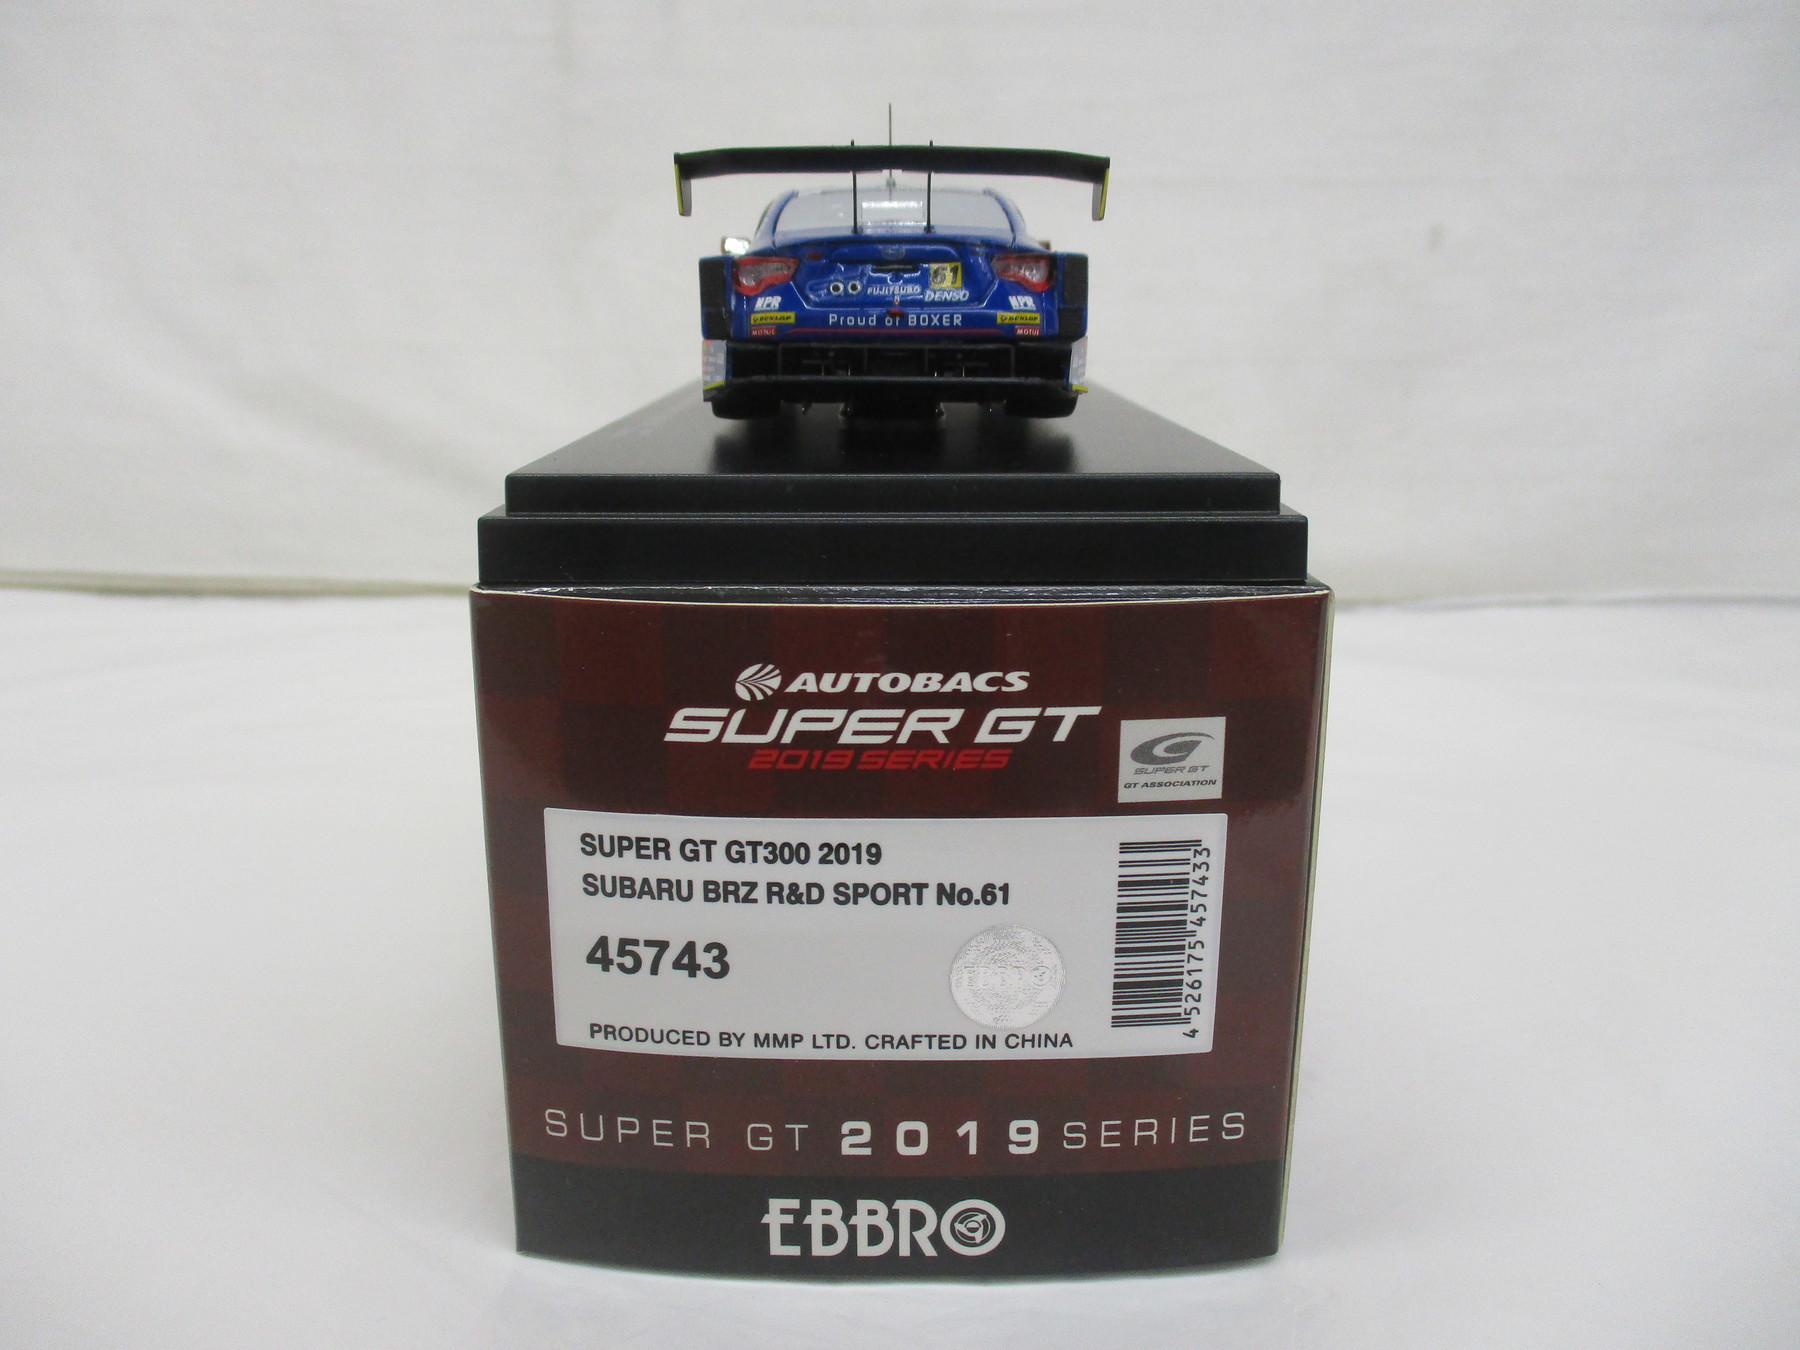 61
FUJITSUBO
DENSO
NPR
NPR
DUNLOP
DUNLOP
Proud of BOXER
MOTUL
MOTUL
AUTOBACS
SUPER GT
2019 SERIES
SUPER GT
GT ASSOCIATION
SUPER GT GT300 2019
SUBARU BRZ R&D SPORT No.61
45743
EBBRO
4 526175 457433
PRODUCED BY MMP LTD. CRAFTED IN CHINA
SUPER GT 2019 SERIES
EBBRO